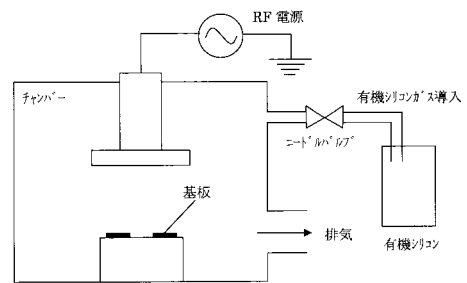 RF 電源
チャンバー
有機シリコンガス導入
ニードルバルブ
基板
排気
有機シリコン